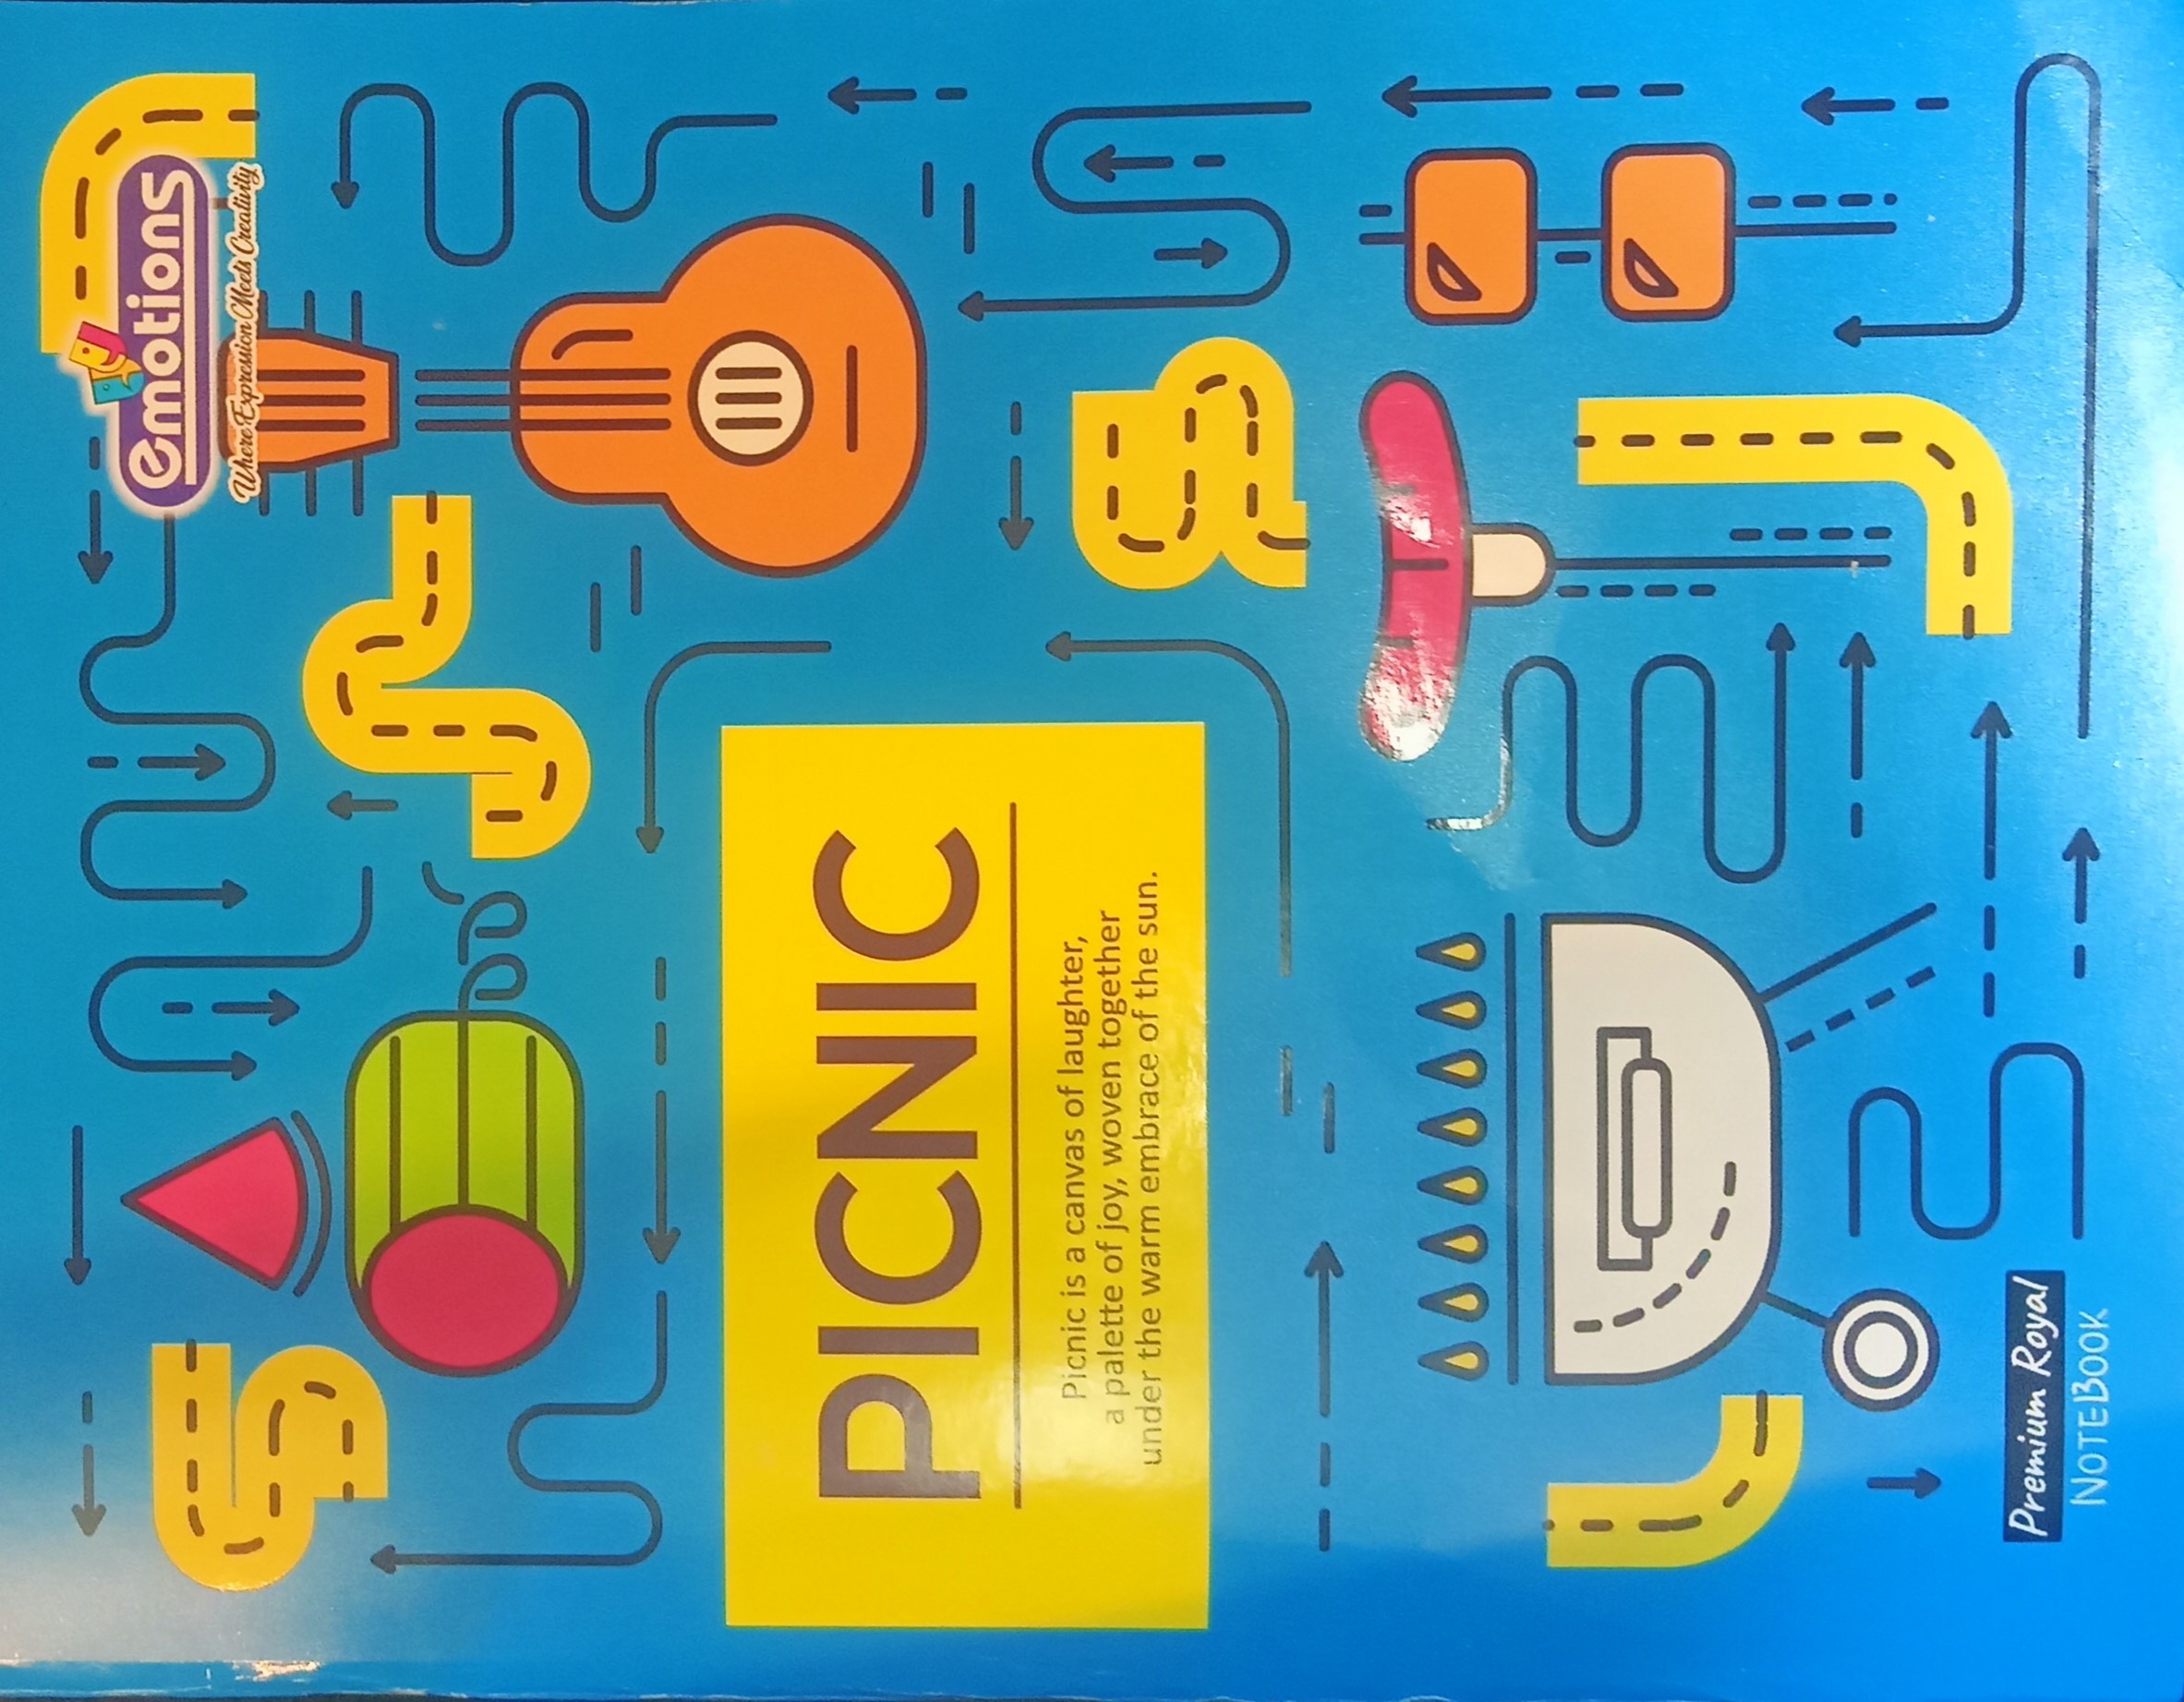 emotions
Where Expression Meets Creativity
PICNIC
Picnic is a canvas of laughter,
a palette of joy, woven together
under the warm embrace of the sun.
Premium Royal
NOTEBOOK